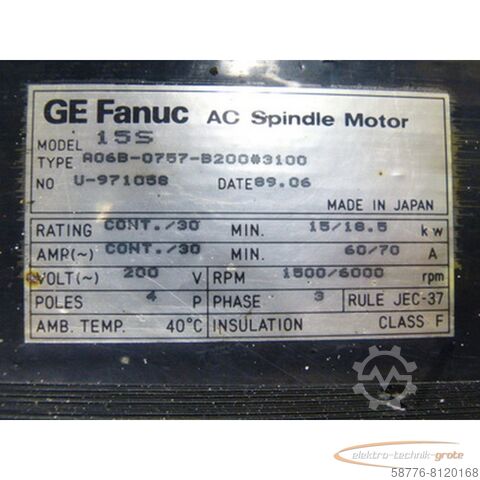 GE Fanuc AC Spindle Motor
MODEL 15S
TYPE A06B-0757-B200#3100
NO U-971058 DATE 89.06
MADE IN JAPAN
RATING CONT./30 MIN. 15/18.5 kw
AMP(~) CONT./30 MIN. 60/70 A
VOLT(~) 200 V RPM 1500/6000 rpm
POLES 4 P PHASE 3 RULE JEC-37
AMB. TEMP. 40°C INSULATION CLASS F
elektro-technik-grote
58776-8120168